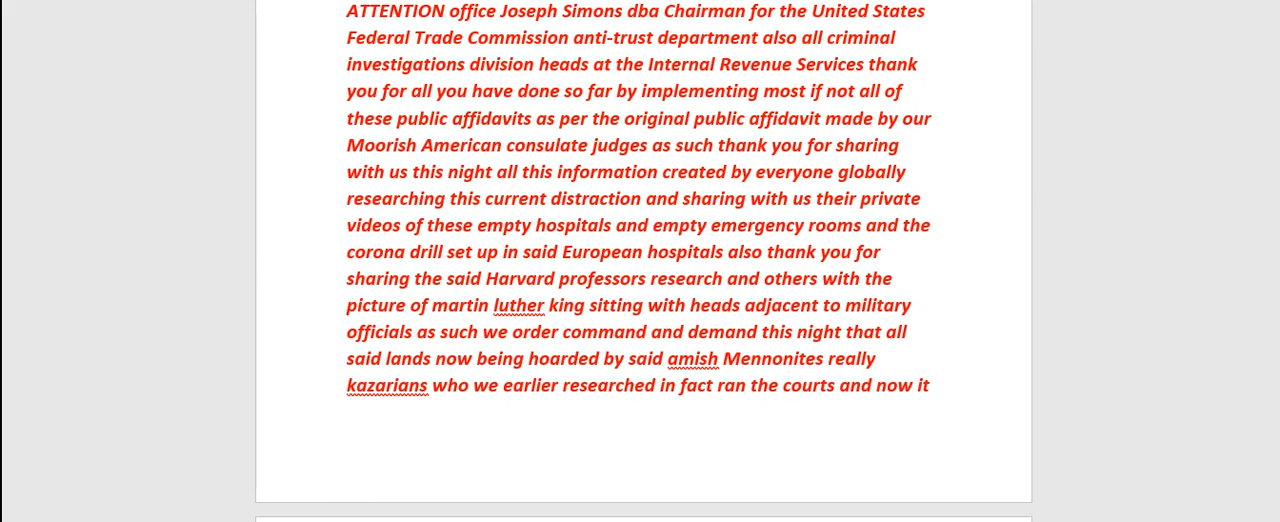 ATTENTION office Joseph Simons dba Chairman for the United States
Federal Trade Commission anti-trust department also all criminal
investigations division heads at the Internal Revenue Services thank
you for all you have done so far by implementing most if not all of
these public affidavits as per the original public affidavit made by our
Moorish American consulate judges as such thank you for sharing
with us this night all this information created by everyone globally
researching this current distraction and sharing with us their private
videos of these empty hospitals and empty emergency rooms and the
corona drill set up in said European hospitals also thank you for
sharing the said Harvard professors research and others with the
picture of martin luther king sitting with heads adjacent to military
officials as such we order command and demand this night that all
said lands now being hoarded by said amish Mennonites really
kazarians who we earlier researched in fact ran the courts and now it